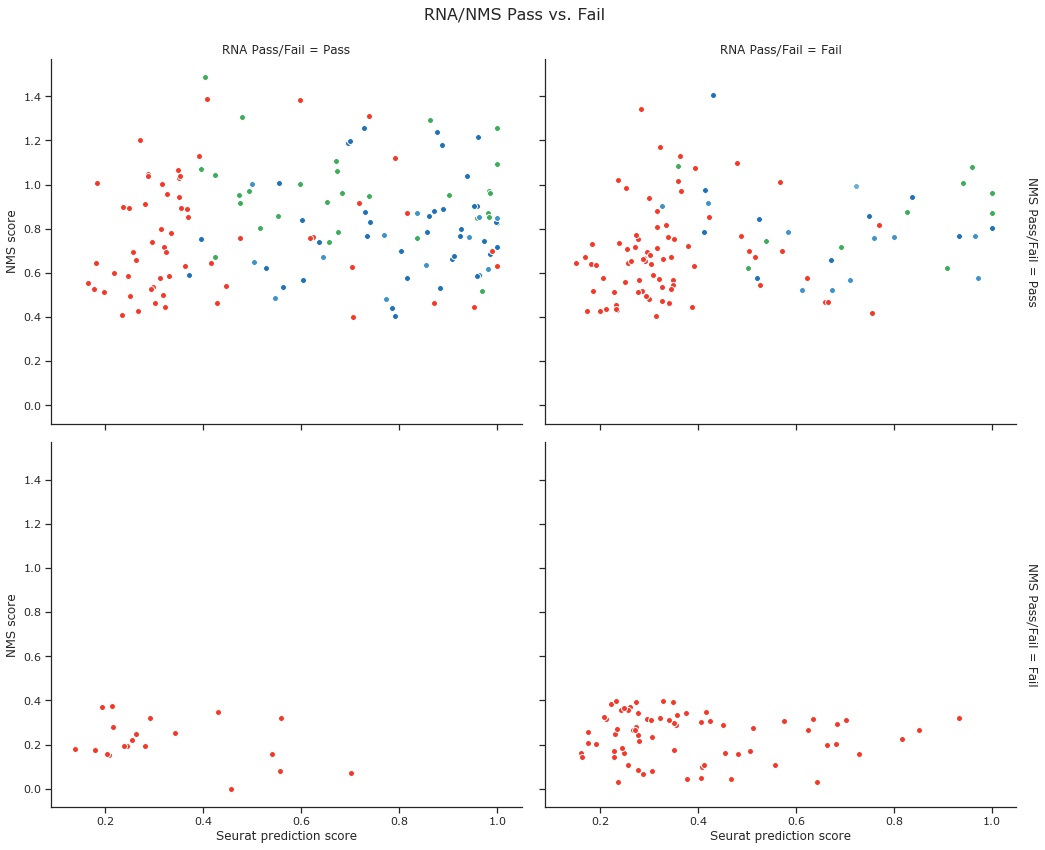 RNA/NMS Pass vs. Fail
RNA Pass/Fail = Pass
RNA Pass/Fail = Fail
1.4
1.2
1.0
0.8
0.6
0.4
0.2
0.0
NMS score
NMS Pass/Fail = Pass
1.4
1.2
1.0
0.8
0.6
0.4
0.2
0.0
NMS score
NMS Pass/Fail = Fail
0.2 0.4 0.6 0.8 1.0
Seurat prediction score
0.2 0.4 0.6 0.8 1.0
Seurat prediction score